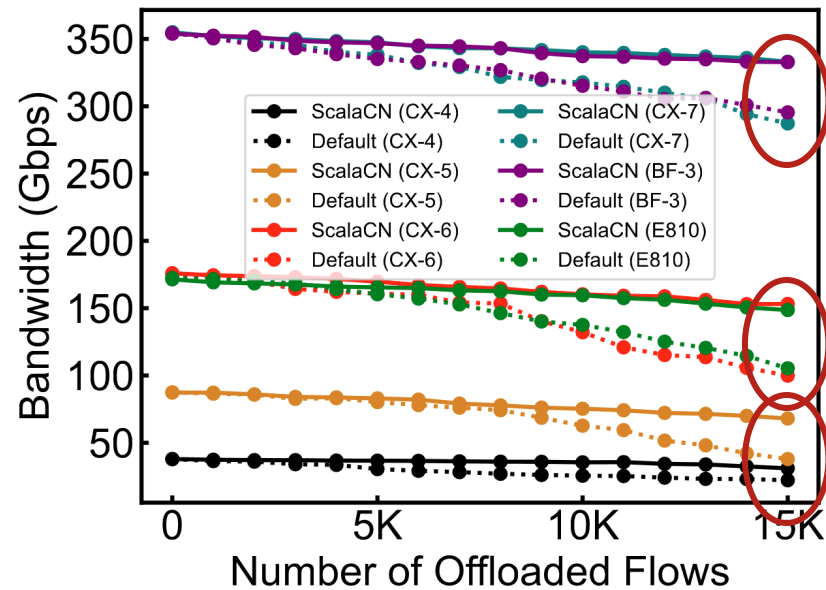 Bandwidth (Gbps)
350
300
250
200
150
100
50
ScalaCN (CX-4)
Default (CX-4)
ScalaCN (CX-5)
Default (CX-5)
ScalaCN (CX-6)
Default (CX-6)
ScalaCN (CX-7)
Default (CX-7)
ScalaCN (BF-3)
Default (BF-3)
ScalaCN (E810)
Default (E810)
0 5K 10K 15K
Number of Offloaded Flows